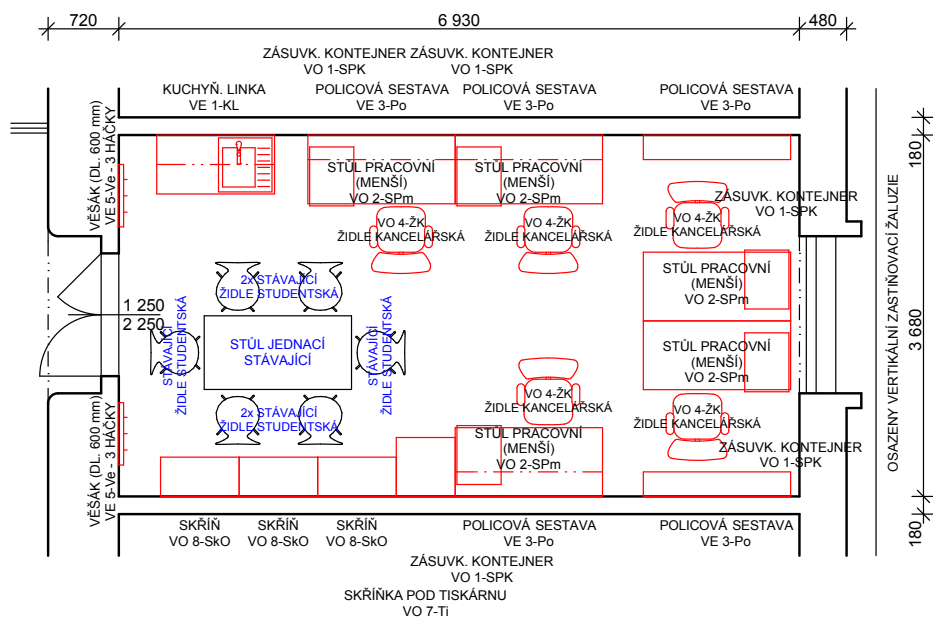 720
6 930
480
ZÁSUVK. KONTEJNER
VO 1-SPK
ZÁSUVK. KONTEJNER
VO 1-SPK
KUCHYŇ. LINKA
VE 1-KL
POLICOVÁ SESTAVA
VE 3-Po
POLICOVÁ SESTAVA
VE 3-Po
POLICOVÁ SESTAVA
VE 3-Po
VĚŠÁK (DL. 600 mm)
VE 5-Ve - 3 HÁČKY
STŮL PRACOVNÍ
(MENŠÍ)
VO 2-SPm
STŮL PRACOVNÍ
(MENŠÍ)
VO 2-SPm
180
ZÁSUVK. KONTEJNER
VO 1-SPK
VO 4-ŽK
ŽIDLE KANCELÁŘSKÁ
VO 4-ŽK
ŽIDLE KANCELÁŘSKÁ
VO 4-ŽK
ŽIDLE KANCELÁŘSKÁ
OSAZENY VERTIKÁLNÍ ZASTIŇOVACÍ ŽALUZIE
3 680
2x STÁVAJÍCÍ
ŽIDLE STUDENTSKÁ
STŮL PRACOVNÍ
(MENŠÍ)
VO 2-SPm
1 250
2 250
STÁVAJÍCÍ
ŽIDLE STUDENTSKÁ
STŮL JEDNACÍ
STÁVAJÍCÍ
STÁVAJÍCÍ
ŽIDLE STUDENTSKÁ
STŮL PRACOVNÍ
(MENŠÍ)
VO 2-SPm
2x STÁVAJÍCÍ
ŽIDLE STUDENTSKÁ
VO 4-ŽK
ŽIDLE KANCELÁŘSKÁ
VO 4-ŽK
ŽIDLE KANCELÁŘSKÁ
VĚŠÁK (DL. 600 mm)
VE 5-Ve - 3 HÁČKY
STŮL PRACOVNÍ
(MENŠÍ)
VO 2-SPm
ZÁSUVK. KONTEJNER
VO 1-SPK
180
SKŘÍŇ
VO 8-SkO
SKŘÍŇ
VO 8-SkO
SKŘÍŇ
VO 8-SkO
POLICOVÁ SESTAVA
VE 3-Po
POLICOVÁ SESTAVA
VE 3-Po
ZÁSUVK. KONTEJNER
VO 1-SPK
SKŘÍŇKA POD TISKÁRNU
VO 7-Ti